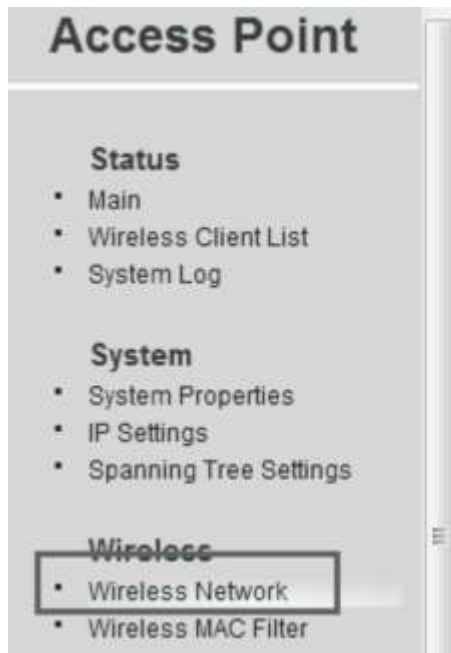 Access Point
Status
Main
Wireless Client List
System Log
System
System Properties
IP Settings
Spanning Tree Settings
Wireless
Wireless Network
Wireless MAC Filter